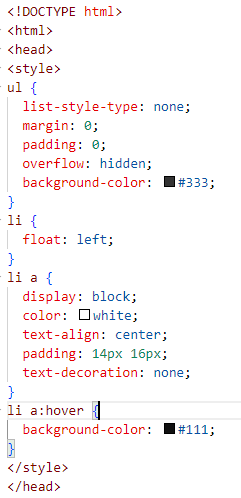 <!DOCTYPE html>
<html>
<head>
<style>
ul {
list-style-type: none;
margin: 0;
padding: 0;
overflow: hidden;
background-color: #333;
}
li {
float: left;
}
li a {
display: block;
color: white;
text-align: center;
padding: 14px 16px;
text-decoration: none;
}
li a:hover {
background-color: #111;
}
</style>
</head>